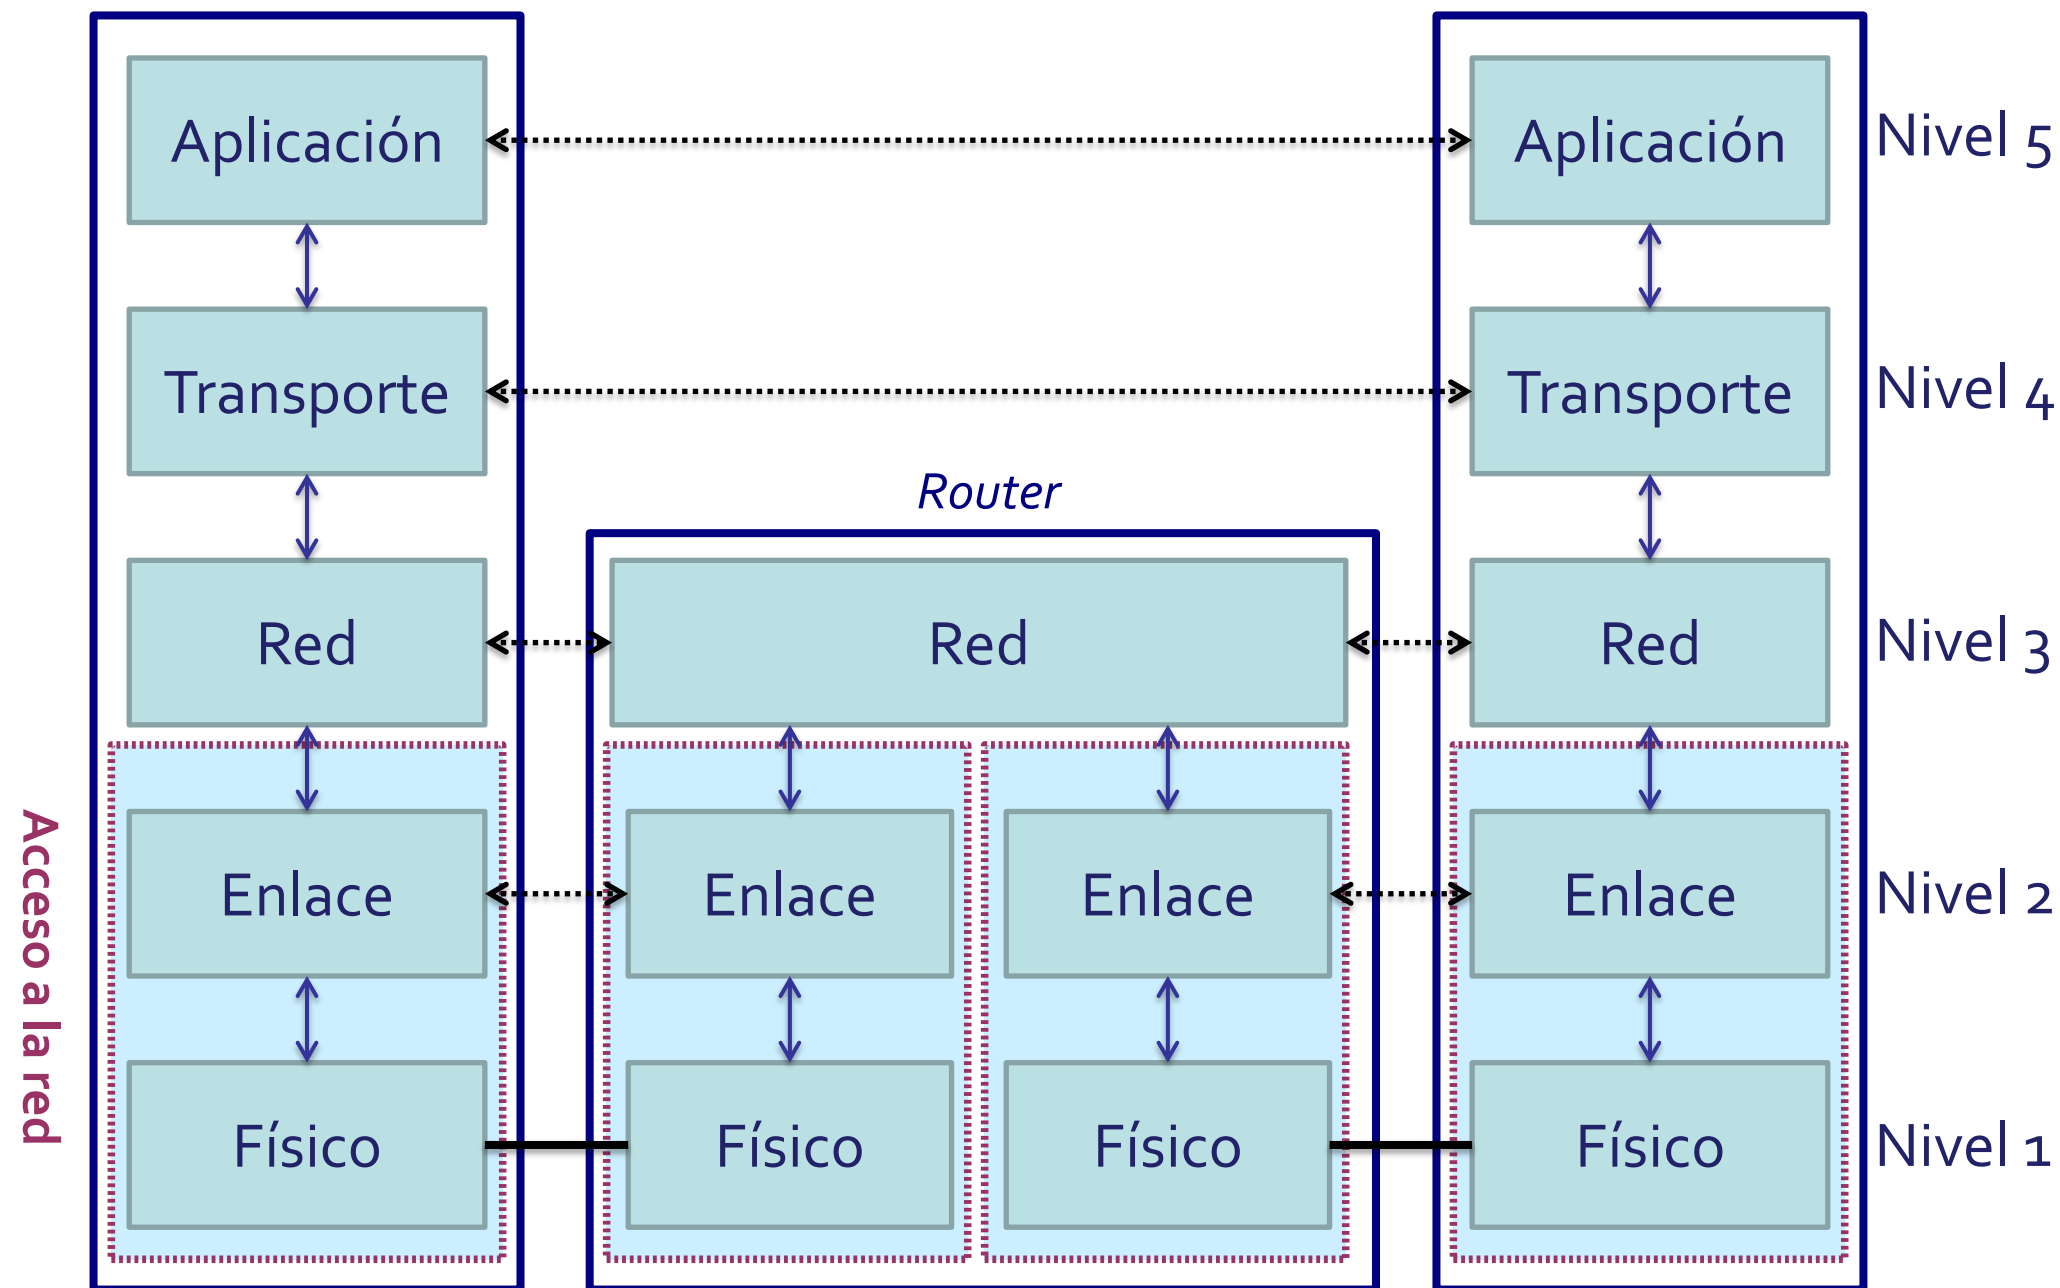 Aplicación
Aplicación
Nivel 5
Transporte
Transporte
Nivel 4
Router
Red
Red
Red
Nivel 3
Acceso a la red
Enlace
Enlace
Enlace
Enlace
Nivel 2
Físico
Físico
Físico
Físico
Nivel 1